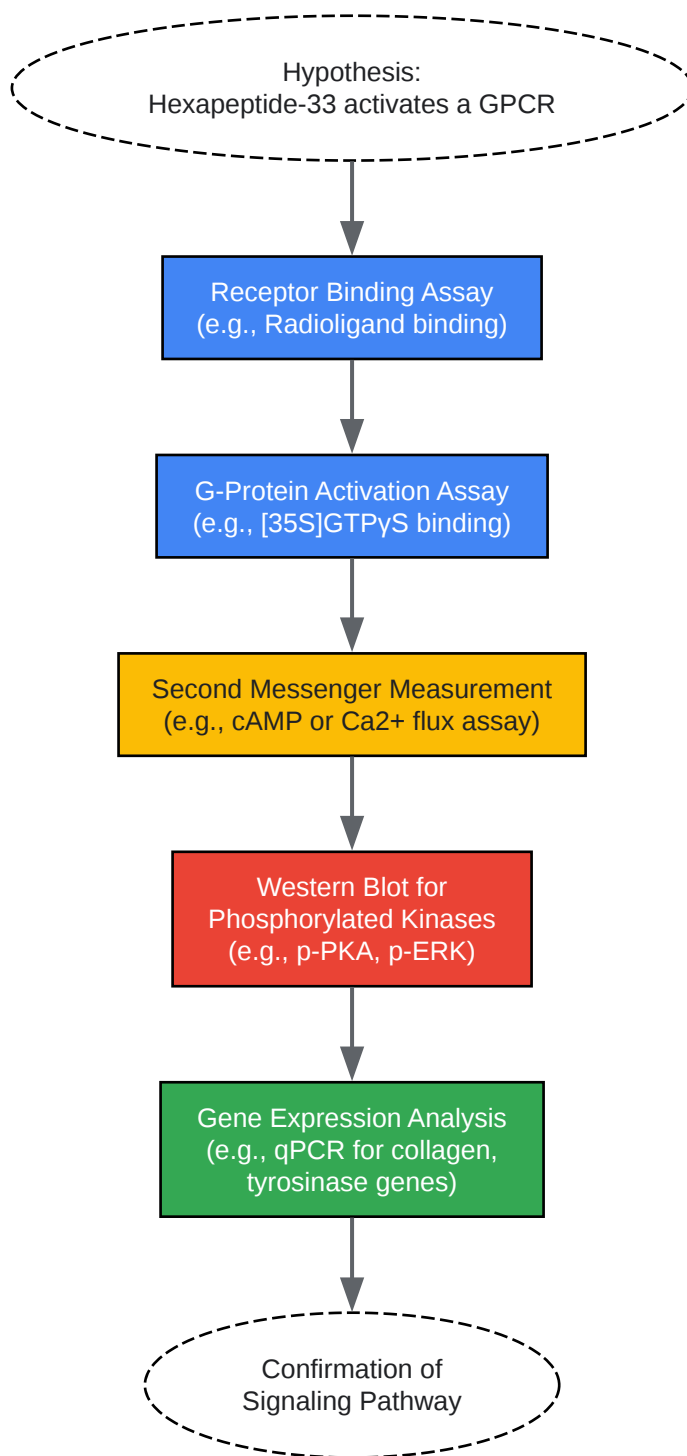 Hypothesis:
Hexapeptide-33 activates a GPCR
Receptor Binding Assay
(e.g., Radioligand binding)
G-Protein Activation Assay
(e.g., [35S]GTPγS binding)
Second Messenger Measurement
(e.g., cAMP or Ca2+ flux assay)
Western Blot for
Phosphorylated Kinases
(e.g., p-PKA, p-ERK)
Gene Expression Analysis
(e.g., qPCR for collagen,
tyrosinase genes)
Confirmation of
Signaling Pathway